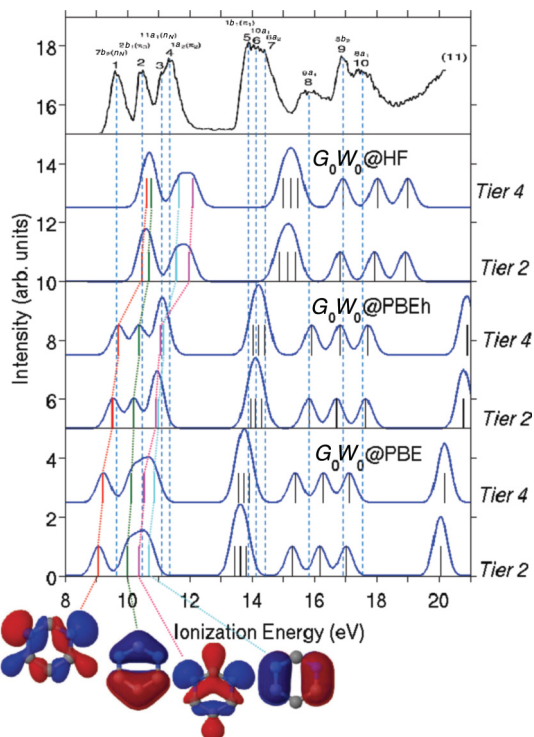 11a₁(n_N)
7b₂(n_N) 2b₁(π₃) 1a₂(π₂) 1b₁(π₁) 10a₁ 6a₂ 5b₂ 8a₁
1 2 3 4 5 6 7 8 9 10 (11)
18
16
14
G₀W₀@HF
Tier 4
12
Tier 2
10
G₀W₀@PBEh
8
Tier 4
6
Tier 2
4
G₀W₀@PBE
Tier 4
2
Tier 2
0
Intensity (arb. units)
8 10 12 14 16 18 20
Ionization Energy (eV)